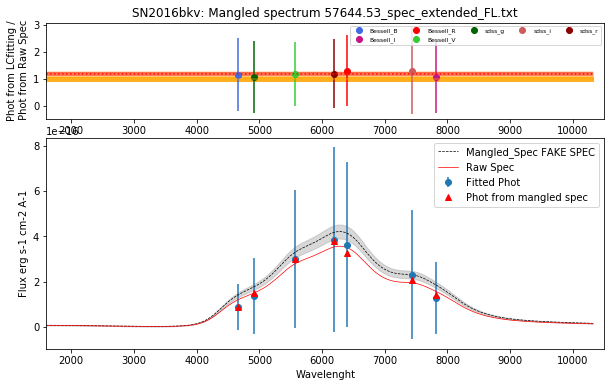 SN2016bkv: Mangled spectrum 57644.53_spec_extended_FL.txt
Phot from LCfitting /
Phot from Raw Spec
3
2
1
0
Bessell_B
Bessell_I
Bessell_R
Bessell_V
sdss_g
sdss_i
sdss_r
2000 3000 4000 5000 6000 7000 8000 9000 10000
1e−16
Flux erg s-1 cm-2 A-1
8
6
4
2
0
Mangled_Spec FAKE SPEC
Raw Spec
Fitted Phot
Phot from mangled spec
2000 3000 4000 5000 6000 7000 8000 9000 10000
Wavelenght